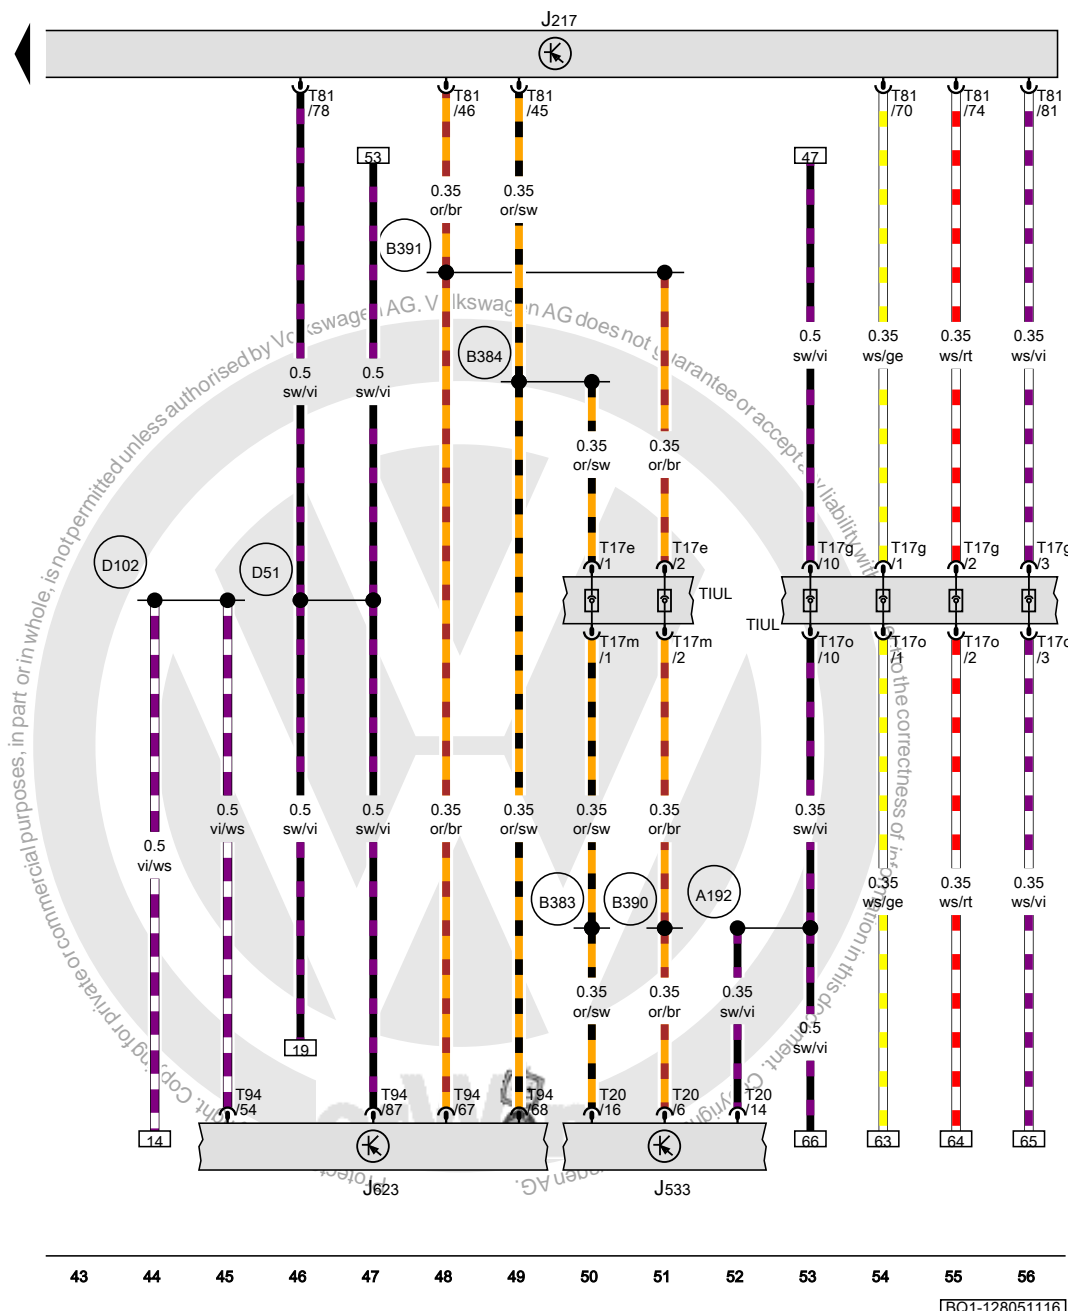 J217
T81 T81 T81 T81 T81 T81
/78 /46 /45 /70 /74 /81
53 47
0.35 0.35
or/br or/sw
B391
B384
0.5 0.5 0.5 0.35 0.35 0.35
sw/vi sw/vi sw/vi ws/ge ws/rt ws/vi
0.35 0.35
or/sw or/br
D102 D51
T17e T17e T17g T17g T17g T17g
/1 /2 /10 /1 /2 /3
TIUL
TIUL
T17m T17m T17o T17o T17o T17o
/1 /2 /10 /1 /2 /3
0.5 0.5 0.5 0.35 0.35 0.35 0.35 0.35
vi/ws sw/vi sw/vi or/br or/sw or/sw or/br sw/vi
0.5
vi/ws
B383 B390 A192
0.35 0.35 0.35
ws/ge ws/rt ws/vi
0.35 0.35 0.35
or/sw or/br sw/vi
0.5
sw/vi
19
T94 T94 T94 T94 T20 T20 T20
/54 /87 /67 /68 /16 /6 /14
14 66 63 64 65
J623 J533
43 44 45 46 47 48 49 50 51 52 53 54 55 56
BQ1-128051116